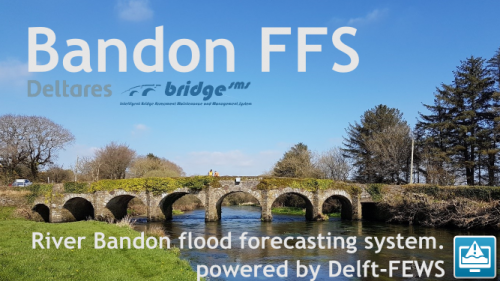 Bandon FFS
Deltares bridge sms
Intelligent Bridge Assessment Maintenance and Management System
River Bandon flood forecasting system.
powered by Delft-FEWS